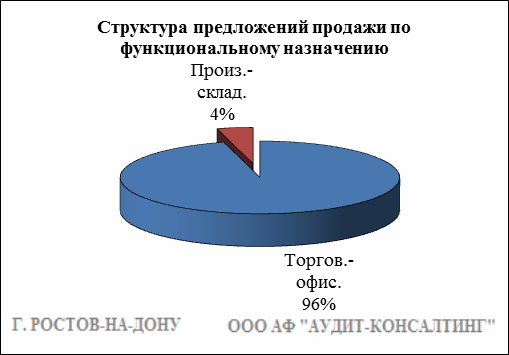 Структура предложений продажи по
функциональному назначению
Произ.-
склад.
4%
Торгов.-
офис.
96%
Г. РОСТОВ-НА-ДОНУ ООО АФ "АУДИТ-КОНСАЛТИНГ"